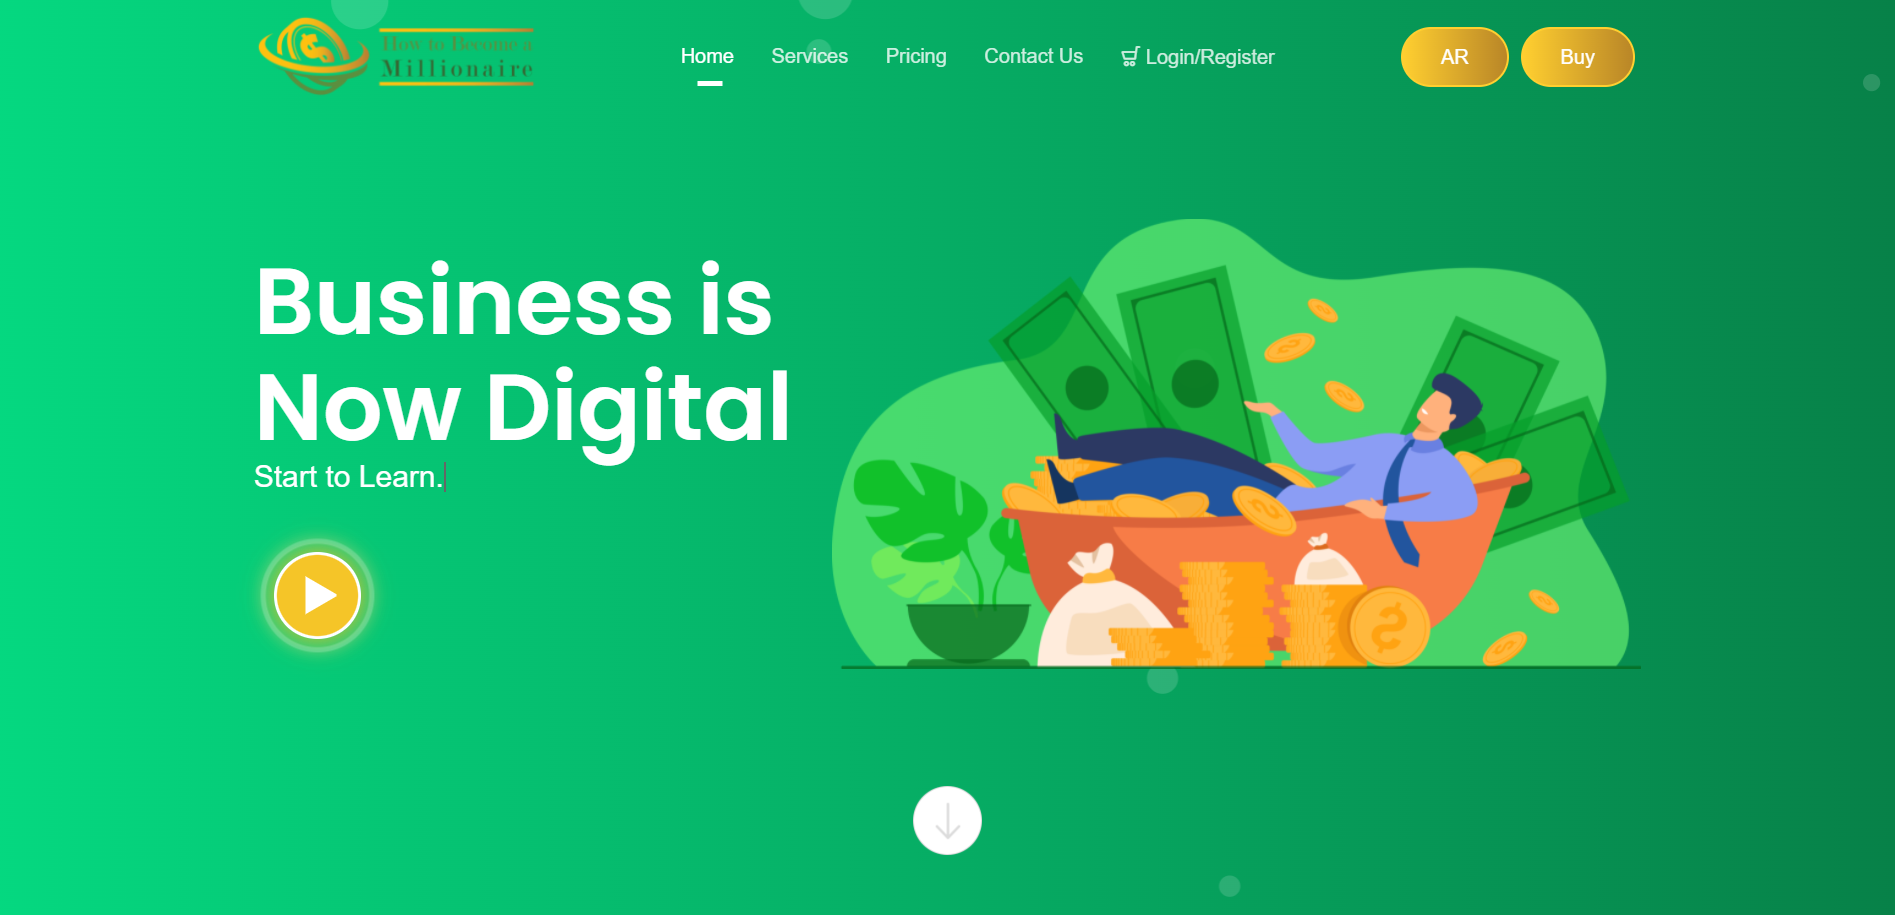 How to Become a
Millionaire
Home
Services
Pricing
Contact Us
Login/Register
AR
Buy
Business is
Now Digital
Start to Learn.